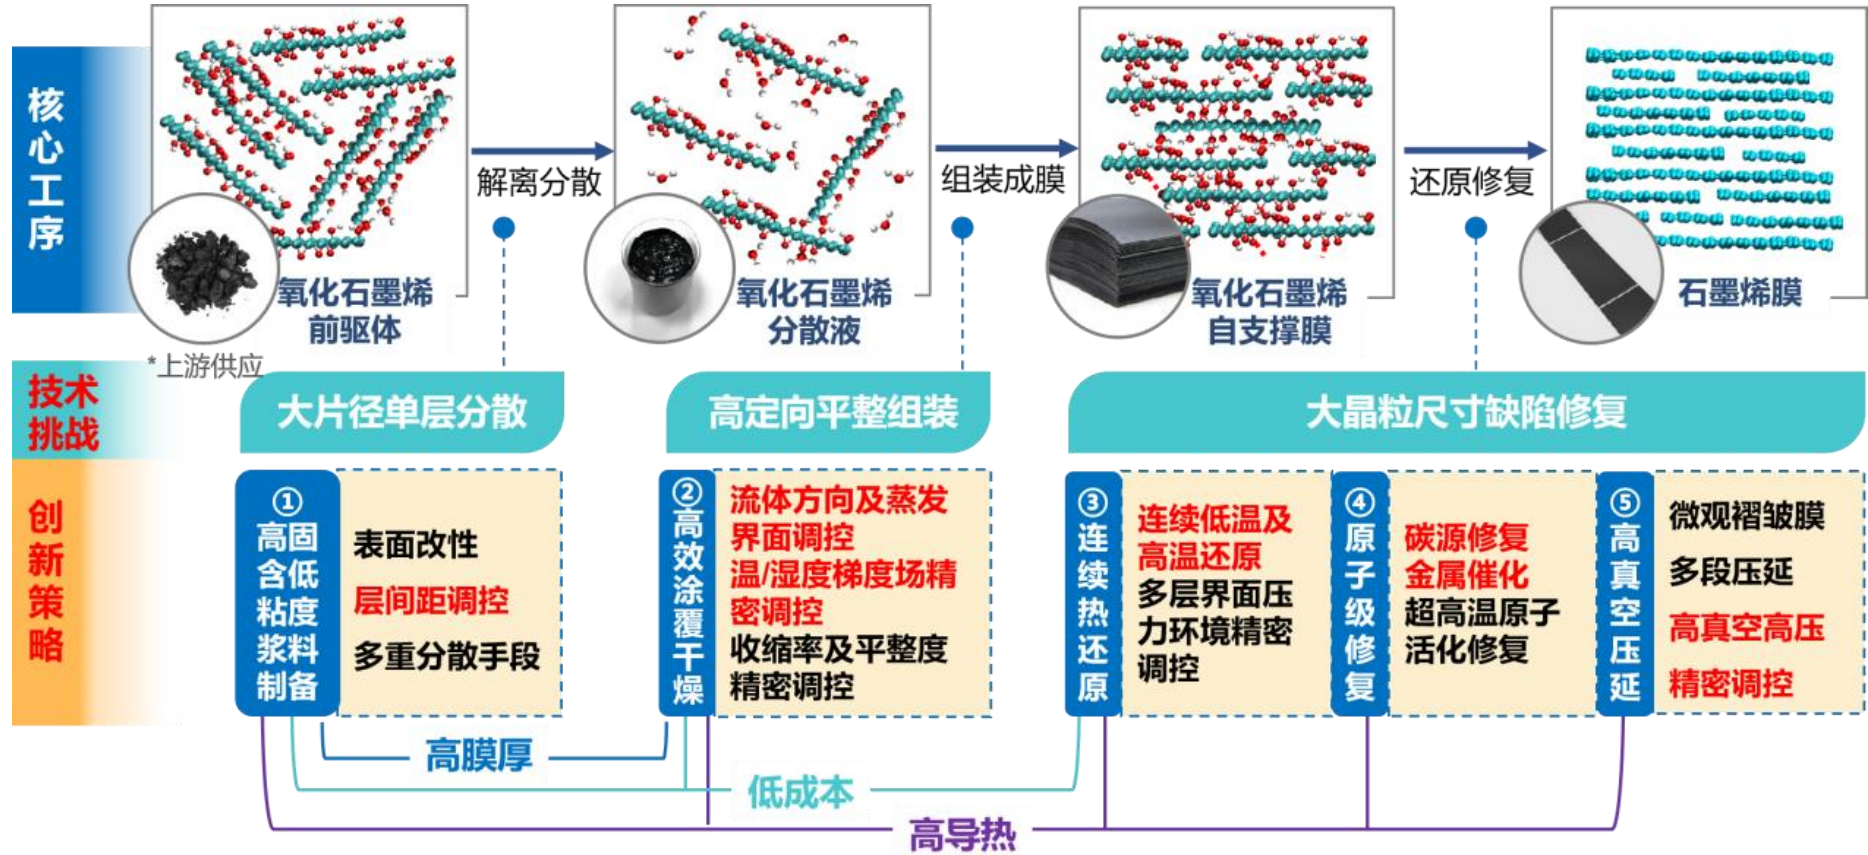 核心工序
解离分散
组装成膜
还原修复
氧化石墨烯
前驱体
*上游供应
氧化石墨烯
分散液
氧化石墨烯
自支撑膜
石墨烯膜
技术
挑战
大片径单层分散
高定向平整组装
大晶粒尺寸缺陷修复
创新策略
①
高固
含低
粘度
浆料
制备
表面改性
层间距调控
多重分散手段
②高效涂覆干燥
流体方向及蒸发
界面调控
温/湿度梯度场精
密调控
收缩率及平整度
精密调控
③连续热还原
连续低温及
高温还原
多层界面压
力环境精密
调控
④原子级修复
碳源修复
金属催化
超高温原子
活化修复
⑤高真空压延
微观褶皱膜
多段压延
高真空高压
精密调控
高膜厚
低成本
高导热